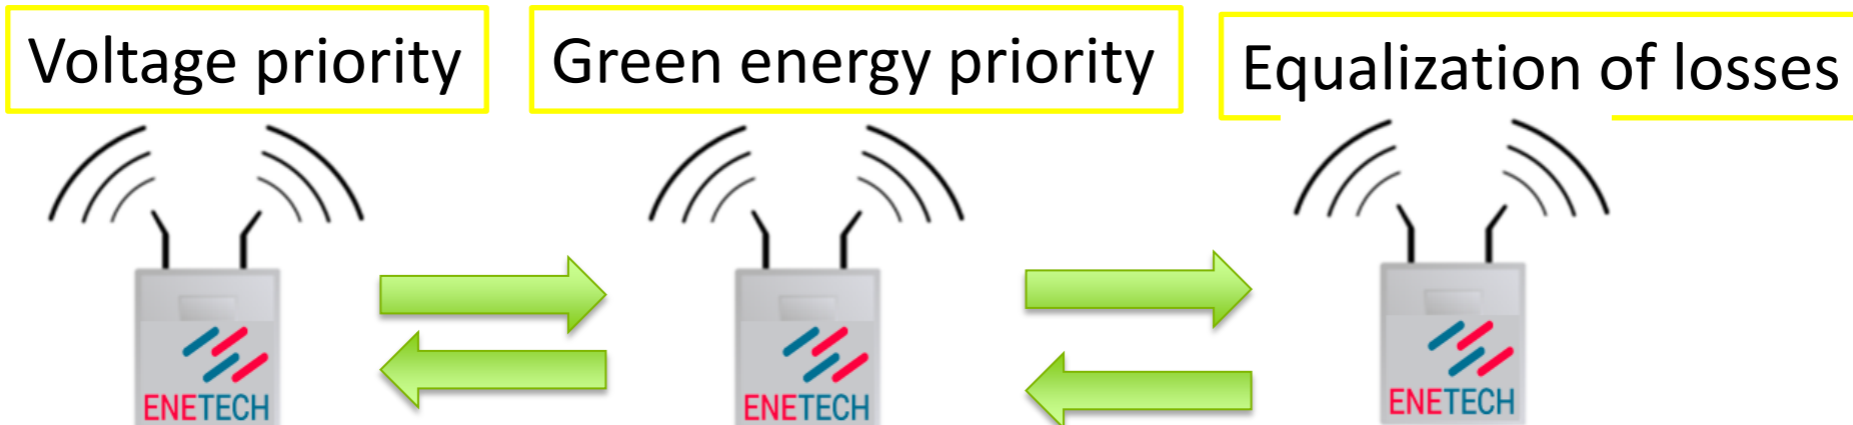 Voltage priority
Green energy priority
Equalization of losses
ENETECH
ENETECH
ENETECH